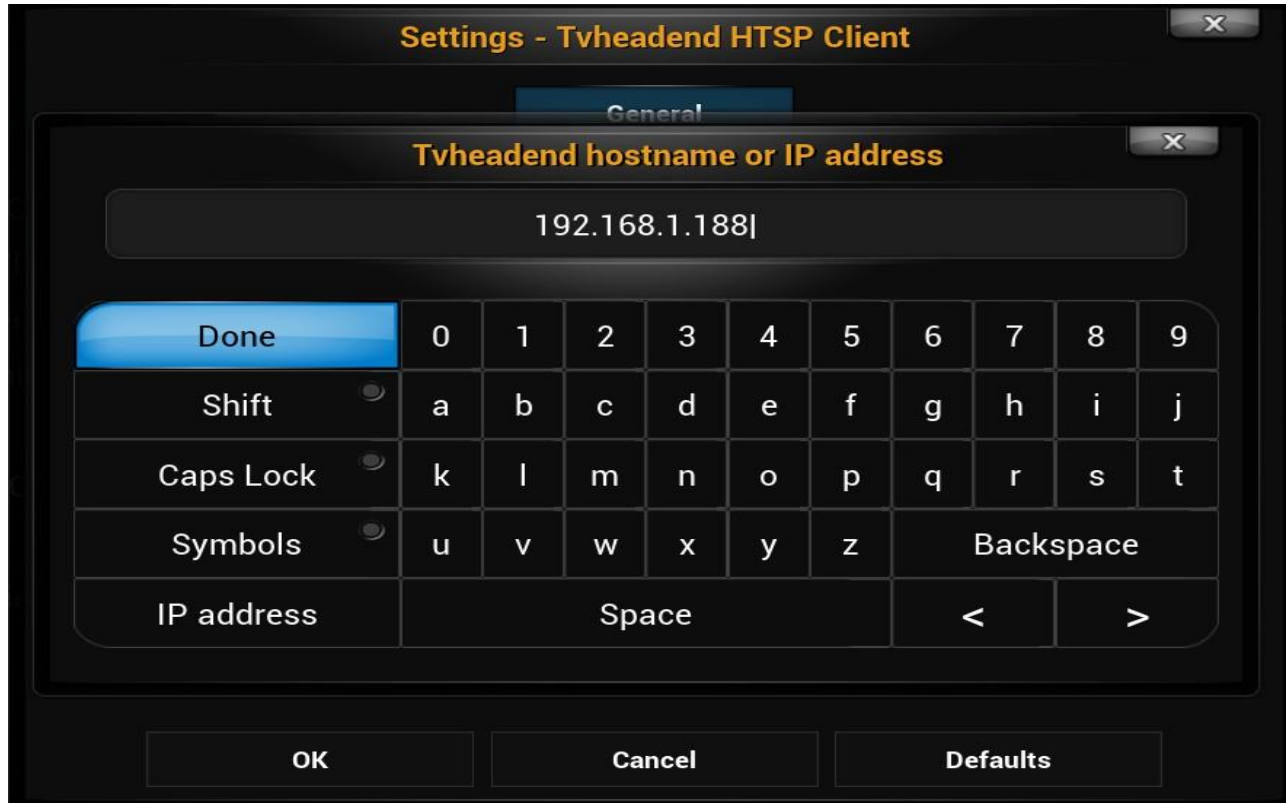 Settings - Tvheadend HTSP Client
General
Tvheadend hostname or IP address
192.168.1.188
Done 0 1 2 3 4 5 6 7 8 9
Shift a b c d e f g h i j
Caps Lock k l m n o p q r s t
Symbols u v w x y z Backspace
IP address Space < >
OK Cancel Defaults